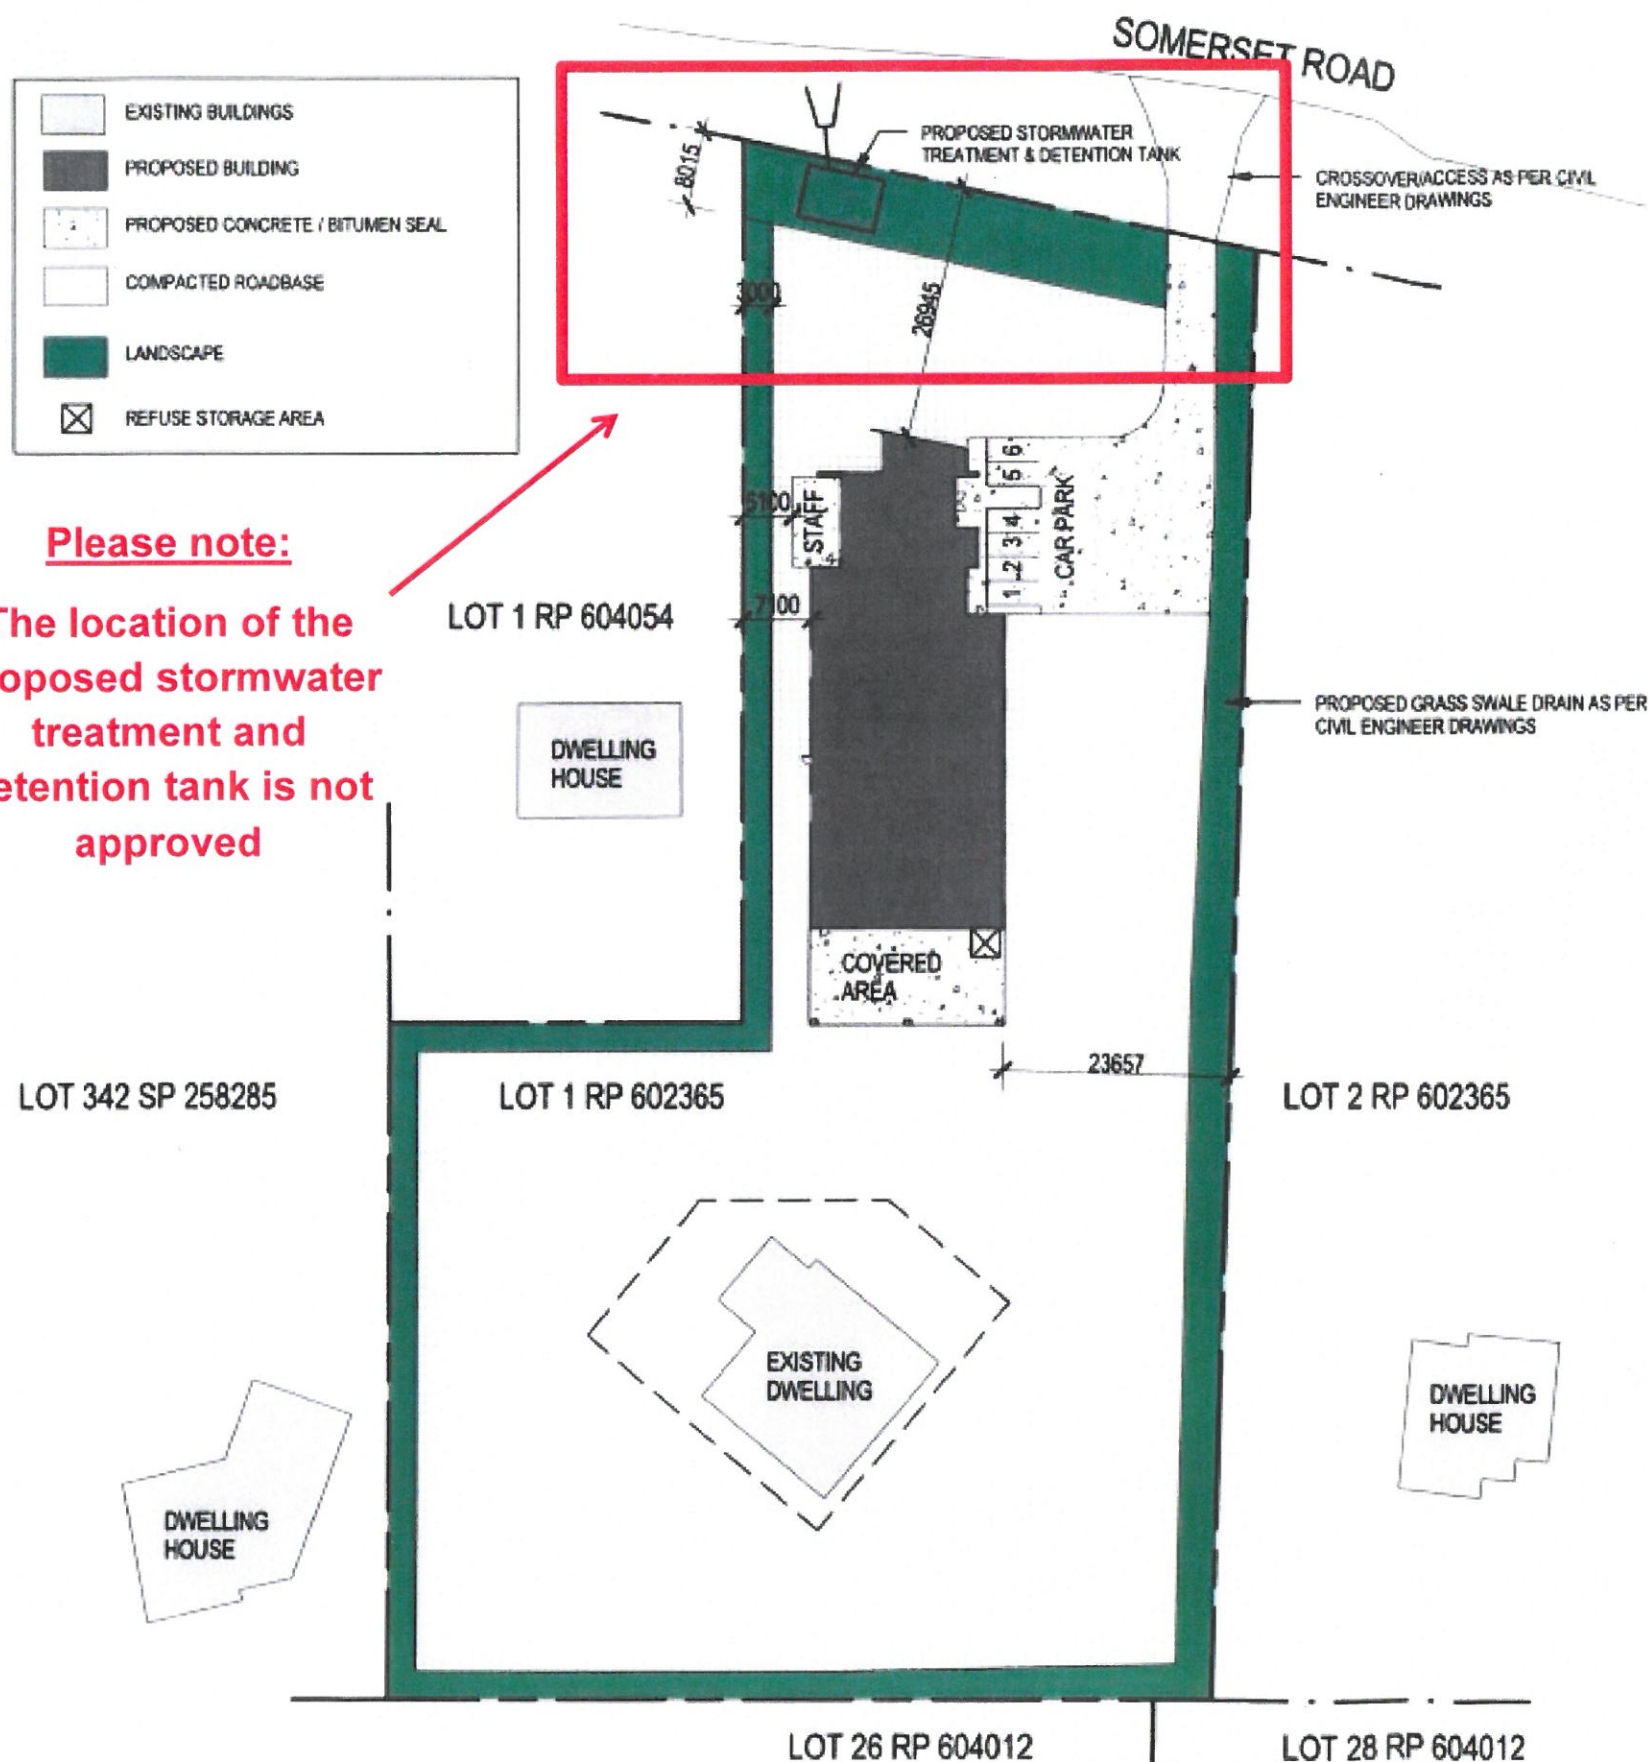 SOMERSET ROAD
EXISTING BUILDINGS
PROPOSED BUILDING
PROPOSED CONCRETE / BITUMEN SEAL
COMPACTED ROADBASE
LANDSCAPE
REFUSE STORAGE AREA
8015
PROPOSED STORMWATER
TREATMENT & DETENTION TANK
CROSSOVER/ACCESS AS PER CIVIL
ENGINEER DRAWINGS
3000
26945
Please note:
The location of the
oposed stormwater
treatment and
etention tank is not
approved
5100
STAFF
1 2 3 4 5 6
CAR PARK
7100
LOT 1 RP 604054
DWELLING
HOUSE
PROPOSED GRASS SWALE DRAIN AS PER
CIVIL ENGINEER DRAWINGS
COVERED
AREA
23657
LOT 342 SP 258285
LOT 1 RP 602365
LOT 2 RP 602365
EXISTING
DWELLING
DWELLING
HOUSE
DWELLING
HOUSE
LOT 26 RP 604012
LOT 28 RP 604012